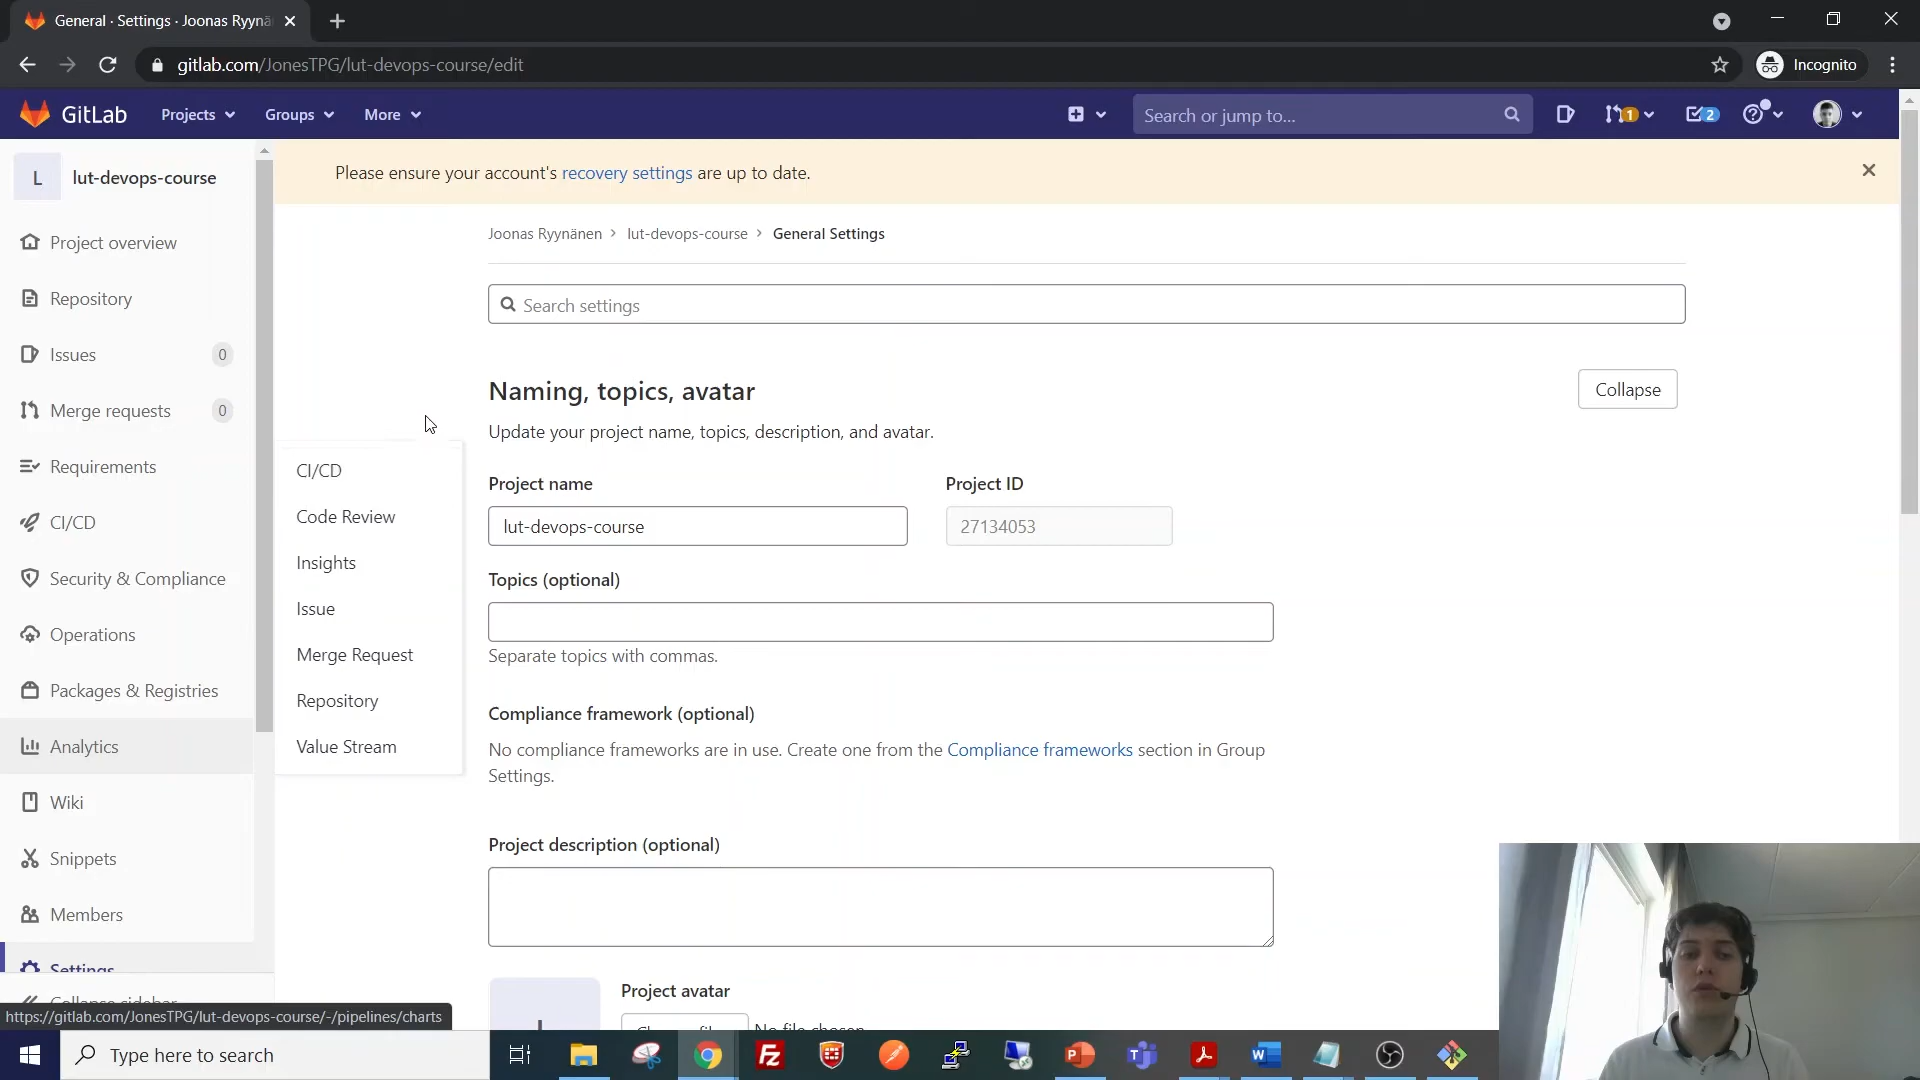 General · Settings · Joonas Ryynä
gitlab.com/JonesTPG/lut-devops-course/edit
Incognito
GitLab
Projects
Groups
More
Search or jump to...
1
2
L
lut-devops-course
Please ensure your account's recovery settings are up to date.
Joonas Ryynänen > lut-devops-course > General Settings
Project overview
Repository
Issues 0
Merge requests 0
Requirements
CI/CD
Security & Compliance
Operations
Packages & Registries
Analytics
Wiki
Snippets
Members
Settings
Collapse sidebar
CI/CD
Code Review
Insights
Issue
Merge Request
Repository
Value Stream
Search settings
Naming, topics, avatar
Collapse
Update your project name, topics, description, and avatar.
Project name
Project ID
lut-devops-course
27134053
Topics (optional)
Separate topics with commas.
Compliance framework (optional)
No compliance frameworks are in use. Create one from the Compliance frameworks section in Group
Settings.
Project description (optional)
Project avatar
No file chosen
https://gitlab.com/JonesTPG/lut-devops-course/-/pipelines/charts
Type here to search